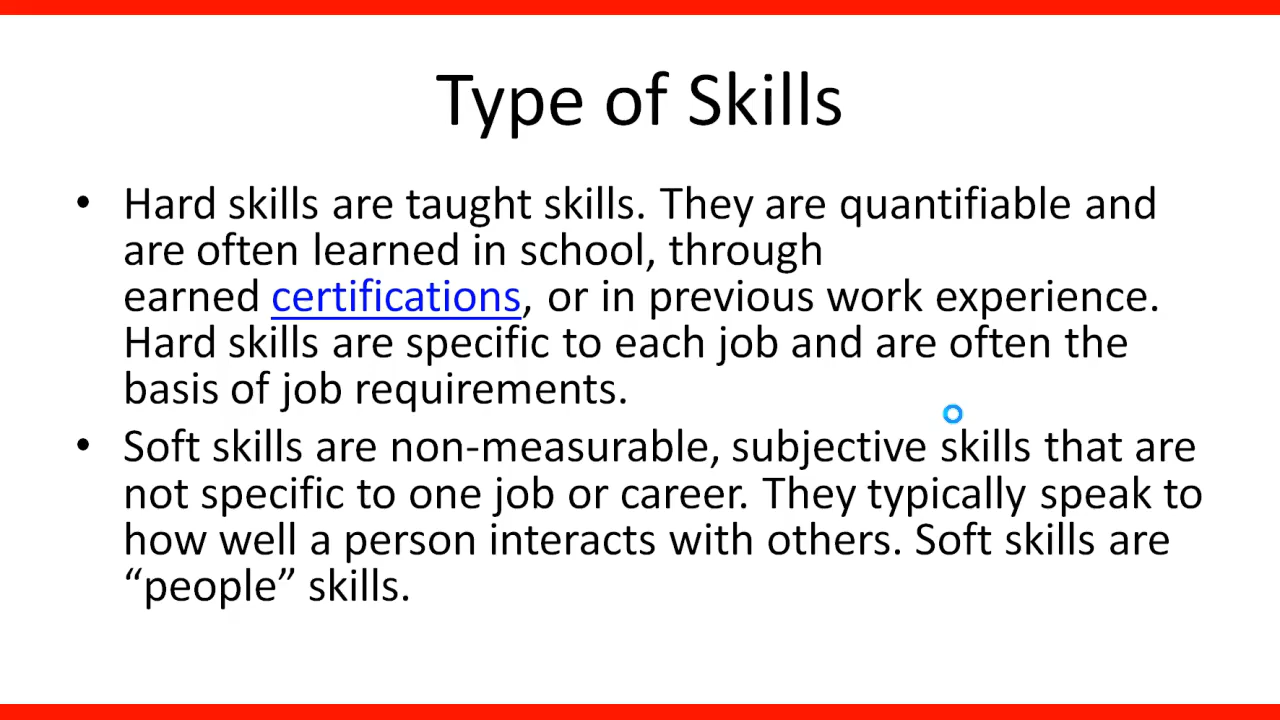 Type of Skills
• Hard skills are taught skills. They are quantifiable and
are often learned in school, through
earned certifications, or in previous work experience.
Hard skills are specific to each job and are often the
basis of job requirements.
• Soft skills are non-measurable, subjective skills that are
not specific to one job or career. They typically speak to
how well a person interacts with others. Soft skills are
“people” skills.